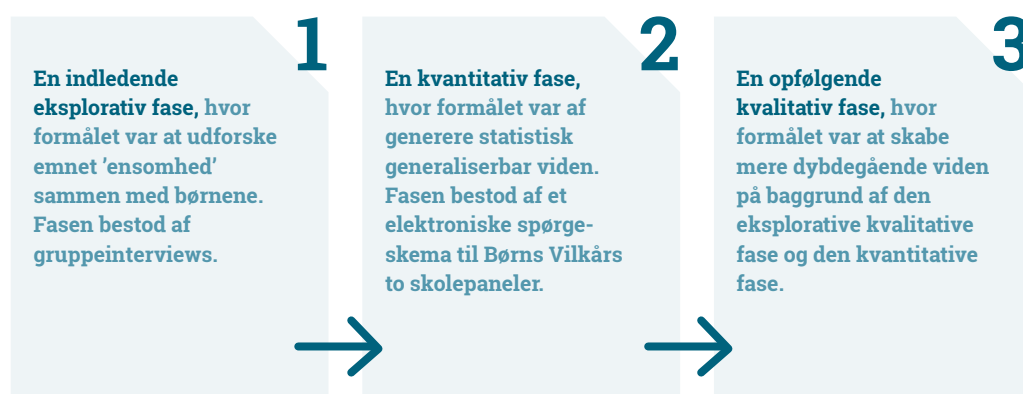 1
En indledende
eksplorativ fase, hvor
formålet var at udforske
emnet ’ensomhed’
sammen med børnene.
Fasen bestod af
gruppeinterviews.
2
En kvantitativ fase,
hvor formålet var af
generere statistisk
generaliserbar viden.
Fasen bestod af et
elektroniske spørge-
skema til Børns Vilkårs
to skolepaneler.
3
En opfølgende
kvalitativ fase, hvor
formålet var at skabe
mere dybdegående viden
på baggrund af den
eksplorative kvalitative
fase og den kvantitative
fase.